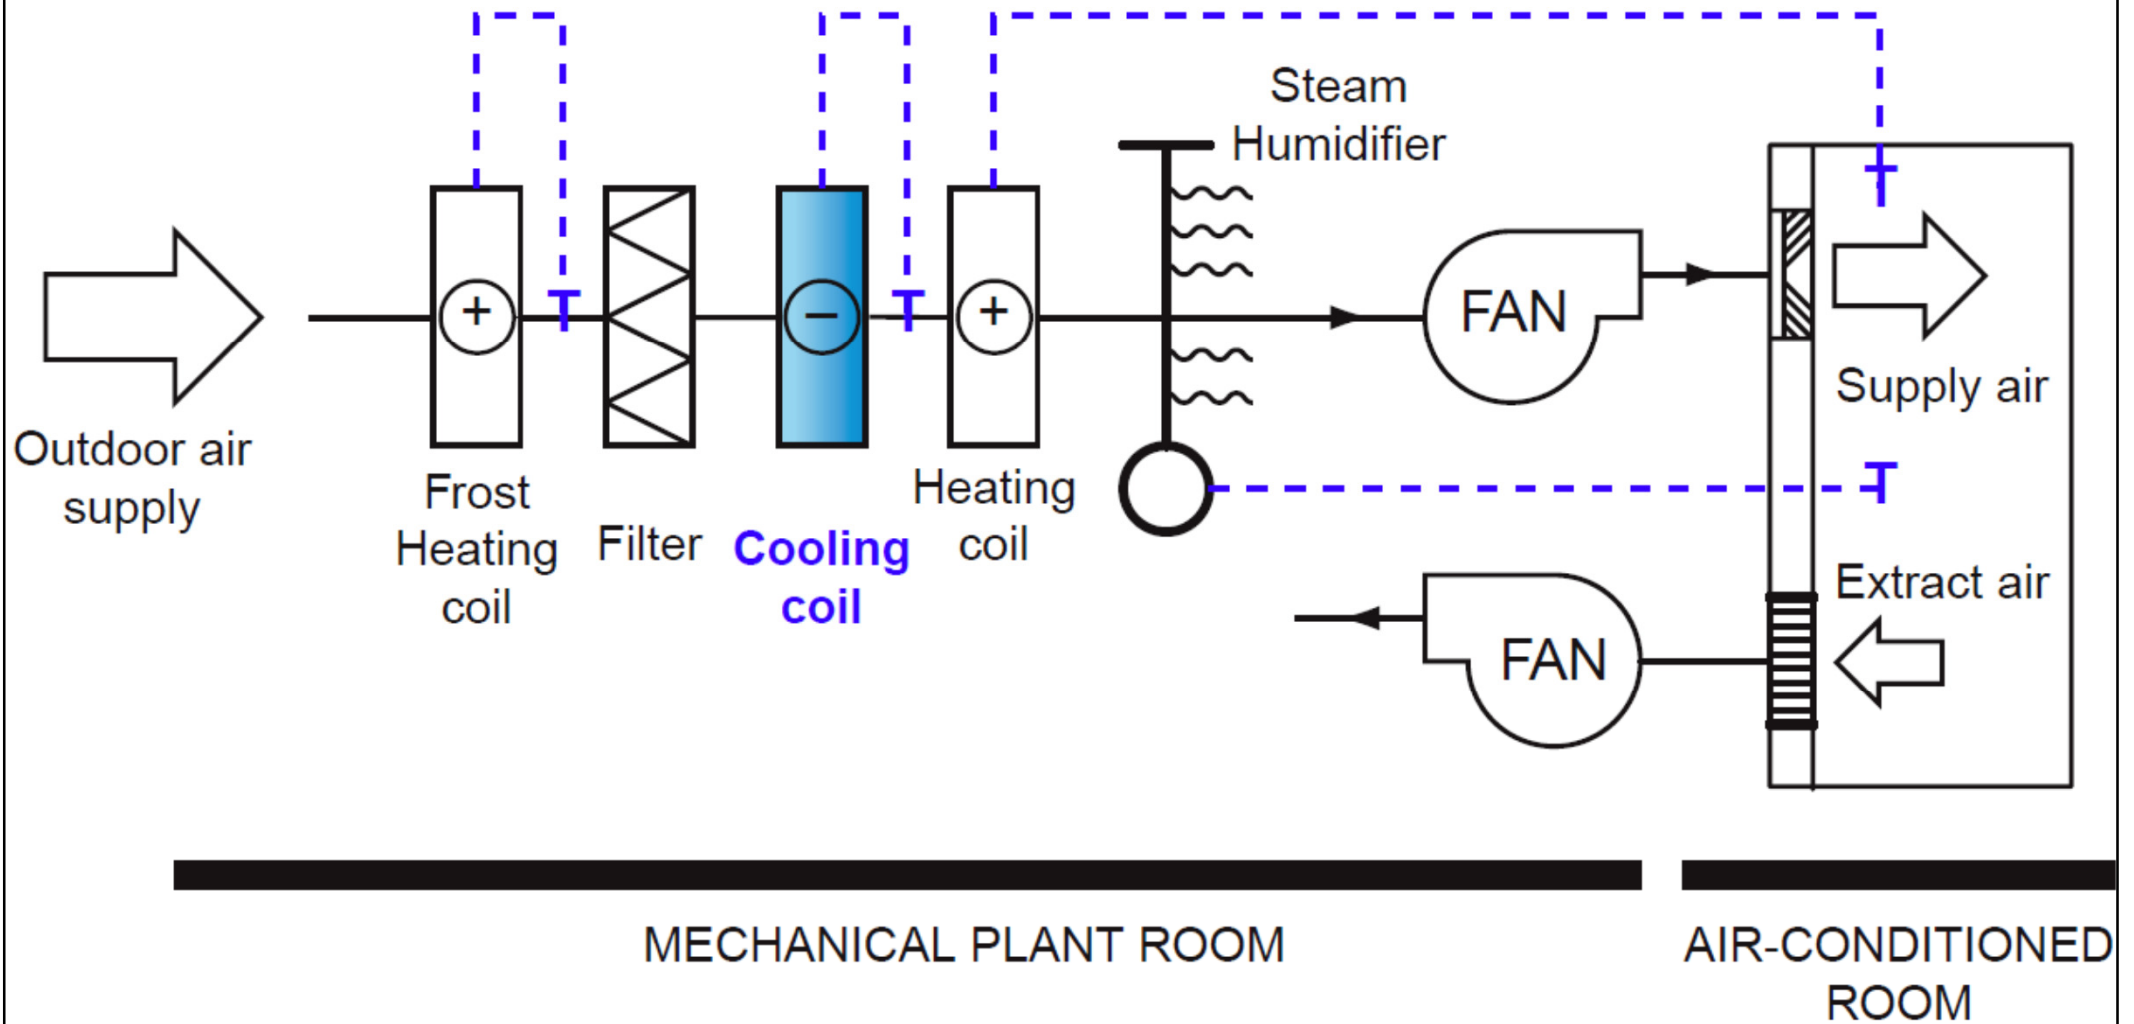 Steam
Humidifier
+
T
−
T
+
FAN
T
Supply air
Outdoor air
supply
Frost
Heating
coil
Filter
Cooling
coil
Heating
coil
T
Extract air
FAN
MECHANICAL PLANT ROOM
AIR-CONDITIONED
ROOM